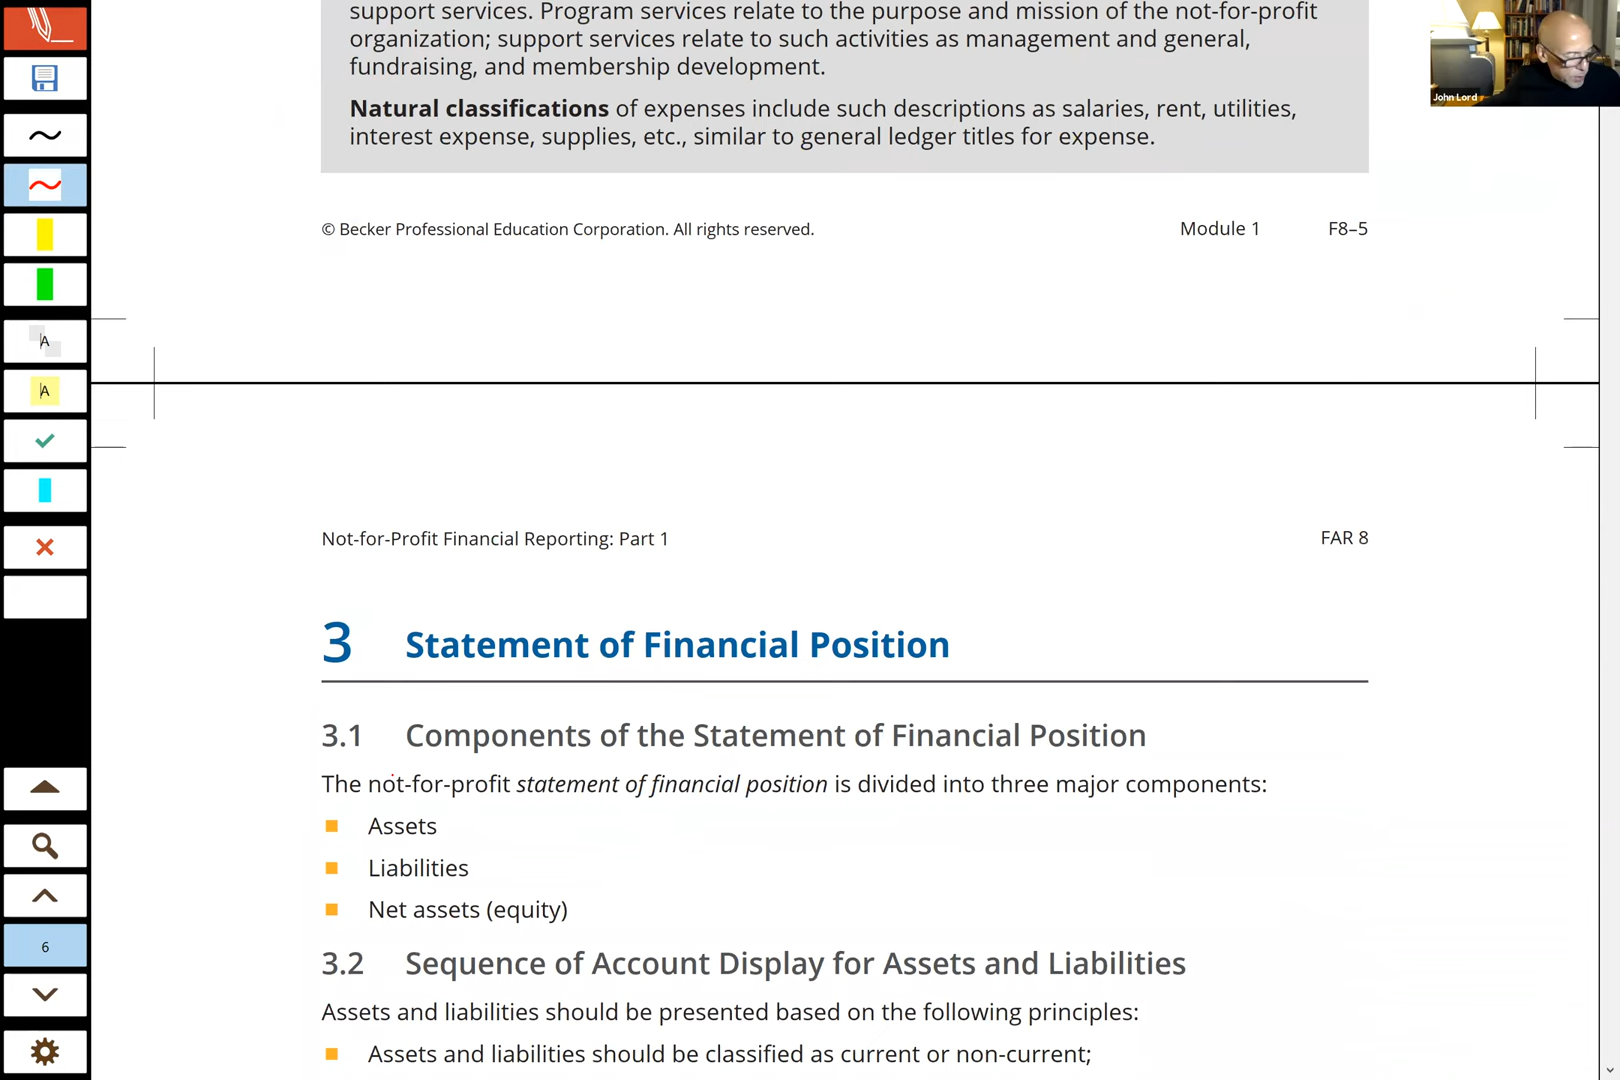 support services. Program services relate to the purpose and mission of the not-for-profit
organization; support services relate to such activities as management and general,
fundraising, and membership development.
Natural classifications of expenses include such descriptions as salaries, rent, utilities,
interest expense, supplies, etc., similar to general ledger titles for expense.
John Lord
© Becker Professional Education Corporation. All rights reserved.
Module 1 F8–5
A
A
Not-for-Profit Financial Reporting: Part 1
FAR 8
3 Statement of Financial Position
3.1 Components of the Statement of Financial Position
The not-for-profit statement of financial position is divided into three major components:
Assets
Liabilities
Net assets (equity)
6
3.2 Sequence of Account Display for Assets and Liabilities
Assets and liabilities should be presented based on the following principles:
Assets and liabilities should be classified as current or non-current;